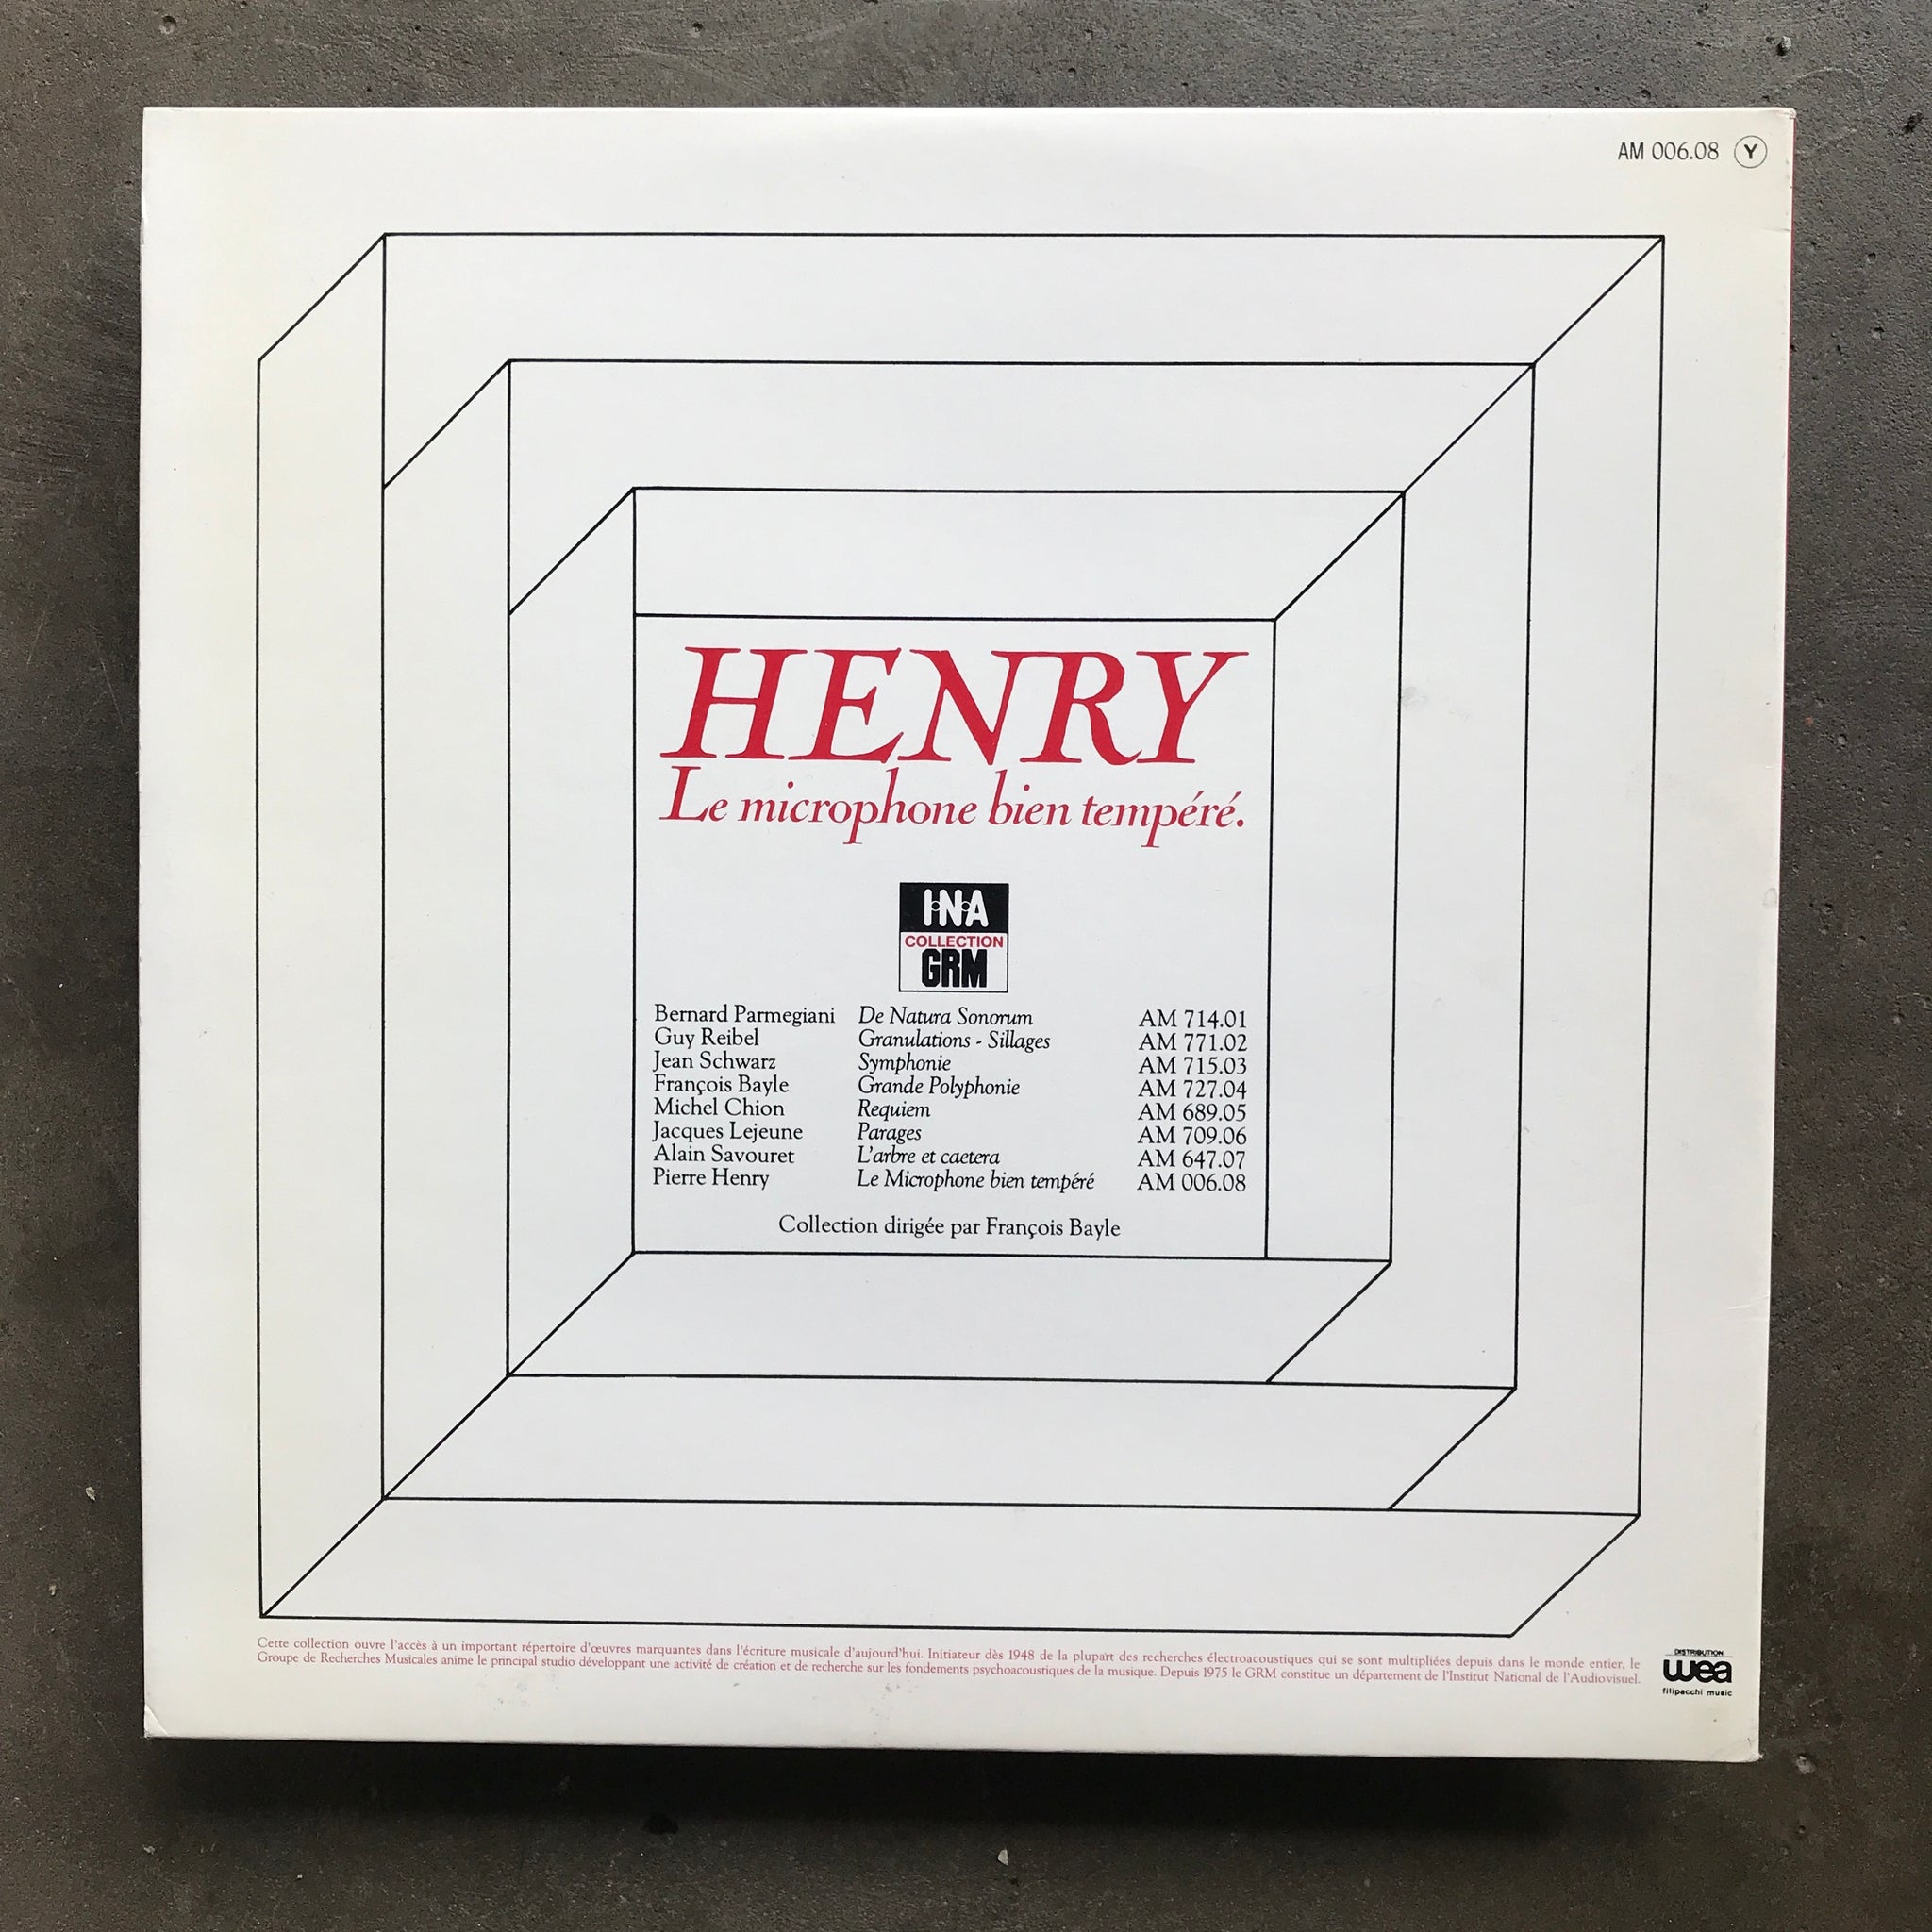 AM 006.08 Y
HENRY
Le microphone bien tempéré.
INA
COLLECTION
GRM
Bernard Parmegiani De Natura Sonorum AM 714.01
Guy Reibel Granulations - Sillages AM 771.02
Jean Schwarz Symphonie AM 715.03
François Bayle Grande Polyphonie AM 727.04
Michel Chion Requiem AM 689.05
Jacques Lejeune Parages AM 709.06
Alain Savouret L'arbre et caetera AM 647.07
Pierre Henry Le Microphone bien tempéré AM 006.08
Collection dirigée par François Bayle
Cette collection ouvre l'accès à un important répertoire d'œuvres marquantes dans l'écriture musicale d'aujourd'hui. Initiateur dès 1948 de la plupart des recherches électroacoustiques qui se sont multipliées depuis dans le monde entier, le
Groupe de Recherches Musicales anime le principal studio développant une activité de création et de recherche sur les fondements psychoacoustiques de la musique. Depuis 1975 le GRM constitue un département de l'Institut National de l'Audiovisuel.
DISTRIBUTION
wea
filipacchi music